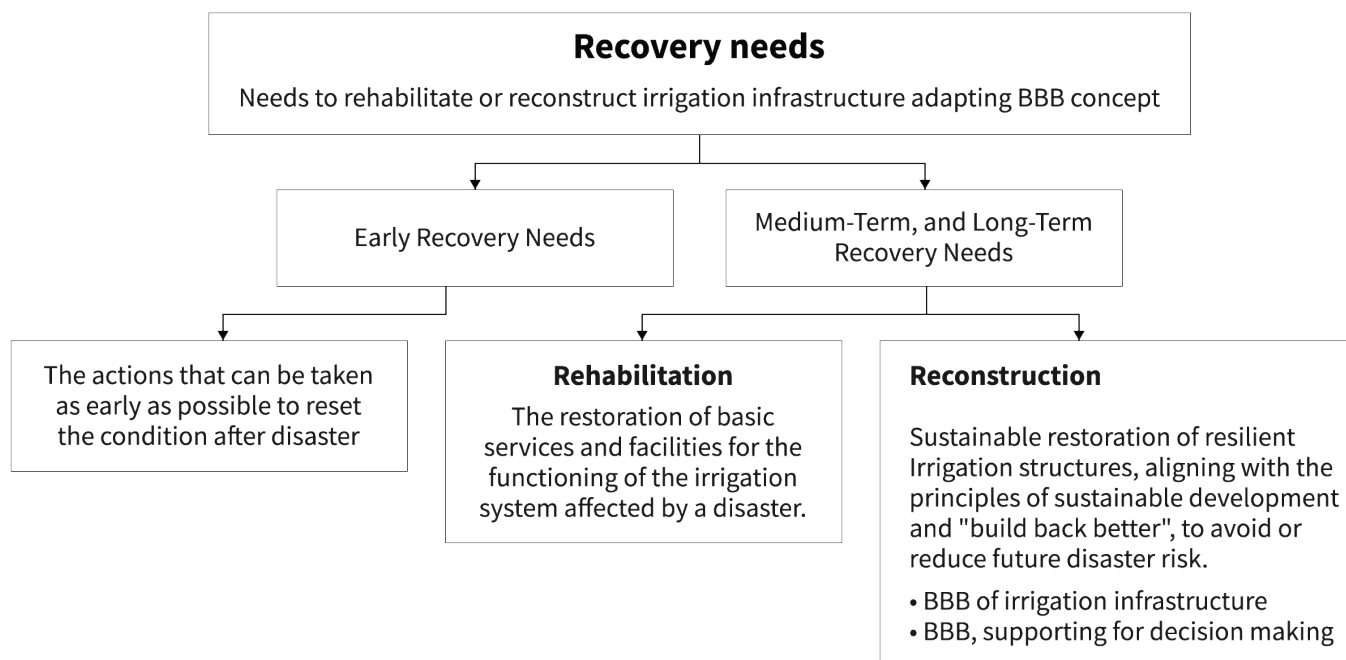 Recovery needs
Needs to rehabilitate or reconstruct irrigation infrastructure adapting BBB concept
Early Recovery Needs
Medium-Term, and Long-Term
Recovery Needs
The actions that can be taken
as early as possible to reset
the condition after disaster
Rehabilitation
The restoration of basic
services and facilities for the
functioning of the irrigation
system affected by a disaster.
Reconstruction
Sustainable restoration of resilient
Irrigation structures, aligning with the
principles of sustainable development
and "build back better", to avoid or
reduce future disaster risk.
• BBB of irrigation infrastructure
• BBB, supporting for decision making